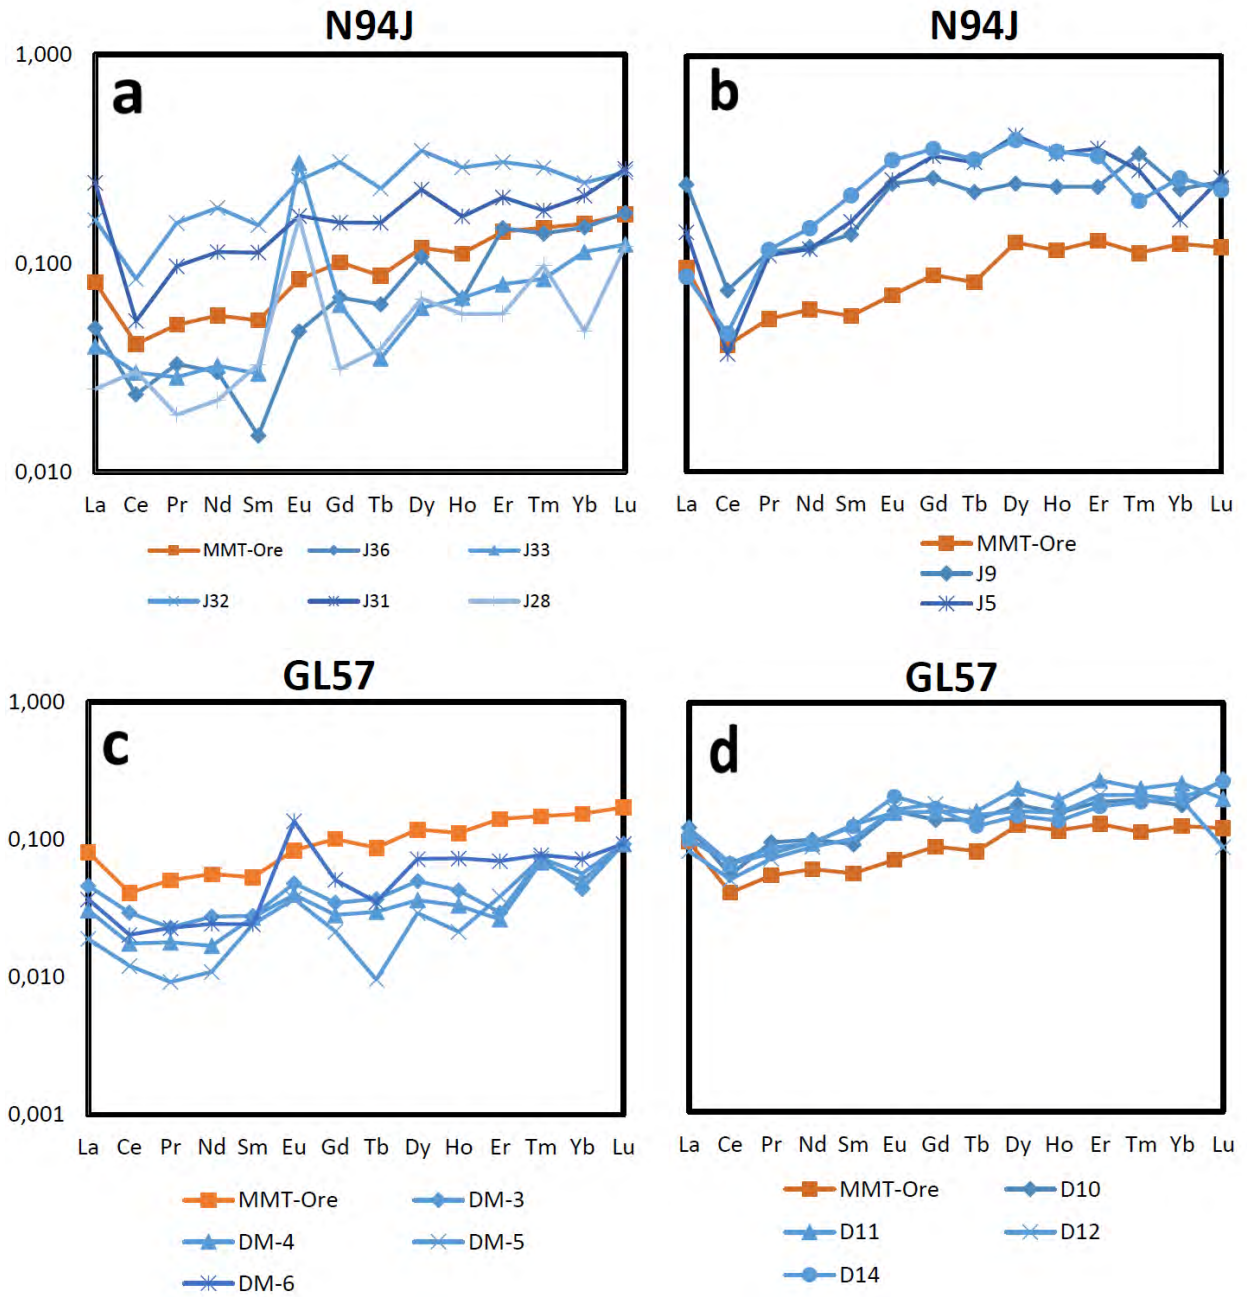 N94J
N94J
1,000
a
b
0,100
0,010
La Ce Pr Nd Sm Eu Gd Tb Dy Ho Er Tm Yb Lu
La Ce Pr Nd Sm Eu Gd Tb Dy Ho Er Tm Yb Lu
MMT-Ore J36 J33
J32 J31 J28
MMT-Ore
J9
J5
GL57
GL57
1,000
c
d
0,100
0,010
0,001
La Ce Pr Nd Sm Eu Gd Tb Dy Ho Er Tm Yb Lu
La Ce Pr Nd Sm Eu Gd Tb Dy Ho Er Tm Yb Lu
MMT-Ore DM-3
DM-4 DM-5
DM-6
MMT-Ore D10
D11 D12
D14